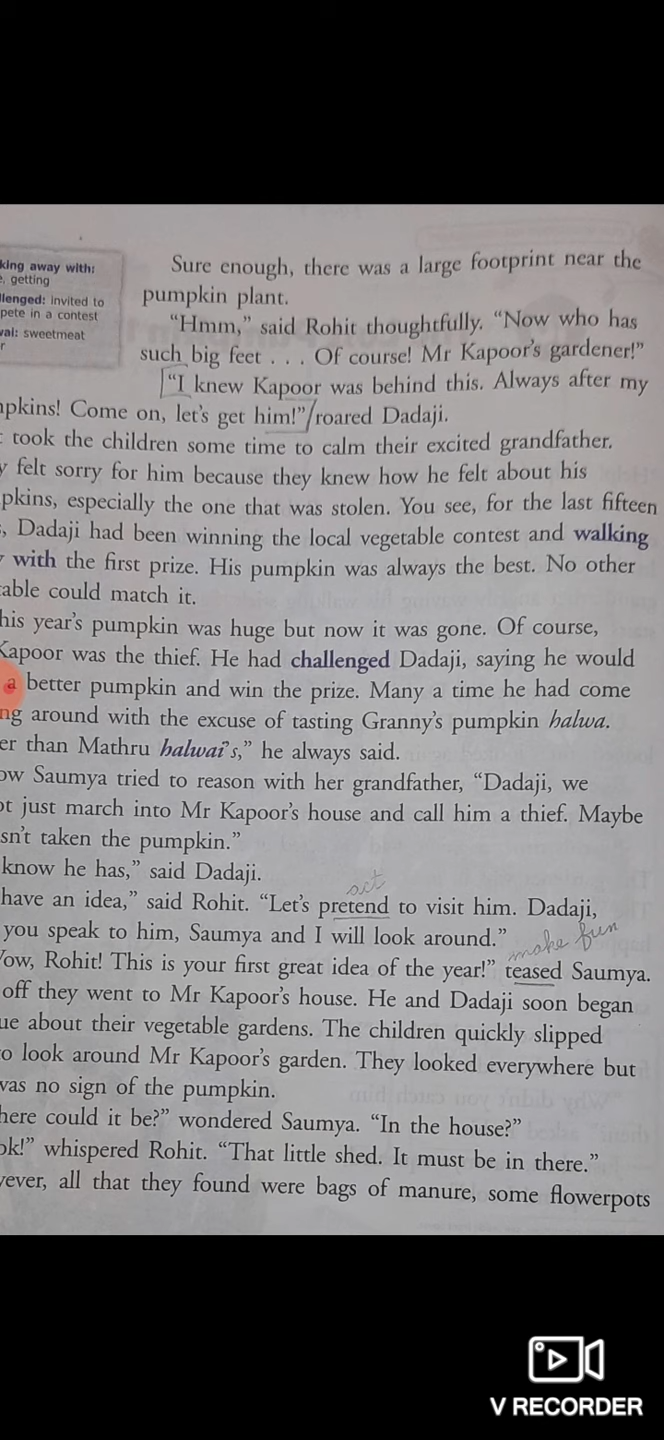 king away with:
, getting
llenged: invited to
pete in a contest
val: sweetmeat
r
Sure enough, there was a large footprint near the
pumpkin plant.
“Hmm,” said Rohit thoughtfully. “Now who has
such big feet . . . Of course! Mr Kapoor’s gardener!”
“I knew Kapoor was behind this. Always after my
pkins! Come on, let’s get him!” roared Dadaji.
took the children some time to calm their excited grandfather.
y felt sorry for him because they knew how he felt about his
pkins, especially the one that was stolen. You see, for the last fifteen
, Dadaji had been winning the local vegetable contest and walking
with the first prize. His pumpkin was always the best. No other
able could match it.
his year’s pumpkin was huge but now it was gone. Of course,
Kapoor was the thief. He had challenged Dadaji, saying he would
a better pumpkin and win the prize. Many a time he had come
ng around with the excuse of tasting Granny’s pumpkin halwa.
er than Mathru halwai’s,” he always said.
ow Saumya tried to reason with her grandfather, “Dadaji, we
ot just march into Mr Kapoor’s house and call him a thief. Maybe
sn’t taken the pumpkin.”
know he has,” said Dadaji.
act
have an idea,” said Rohit. “Let’s pretend to visit him. Dadaji,
you speak to him, Saumya and I will look around.”
make fun
ow, Rohit! This is your first great idea of the year!” teased Saumya.
off they went to Mr Kapoor’s house. He and Dadaji soon began
ue about their vegetable gardens. The children quickly slipped
o look around Mr Kapoor’s garden. They looked everywhere but
was no sign of the pumpkin.
here could it be?” wondered Saumya. “In the house?”
ok!” whispered Rohit. “That little shed. It must be in there.”
ever, all that they found were bags of manure, some flowerpots
V RECORDER